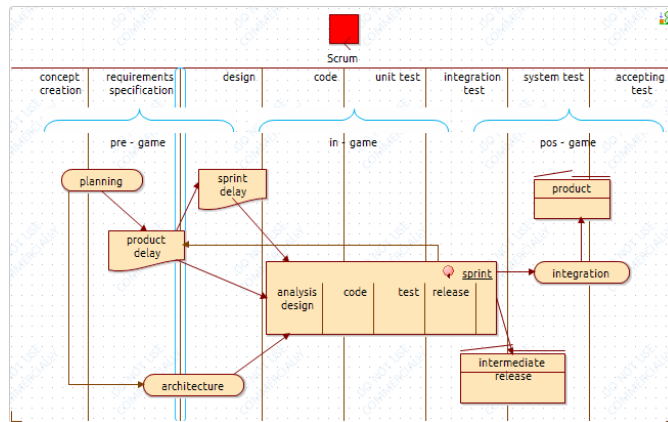 Scrum
concept
creation
requirements
specification
design
code
unit test
integration
test
system test
accepting
test
pre - game
in - game
pos - game
planning
sprint
delay
product
product
delay
sprint
integration
analysis
design
code
test
release
intermediate
release
architecture